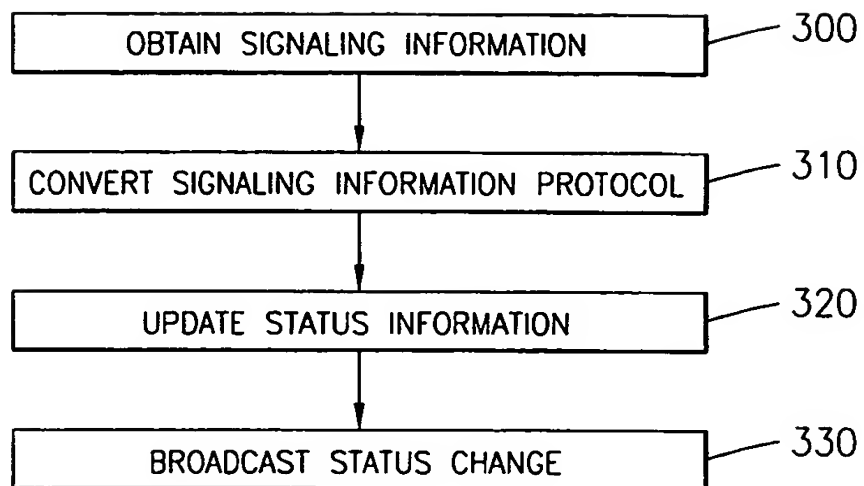 OBTAIN SIGNALING INFORMATION 300
CONVERT SIGNALING INFORMATION PROTOCOL 310
UPDATE STATUS INFORMATION 320
BROADCAST STATUS CHANGE 330